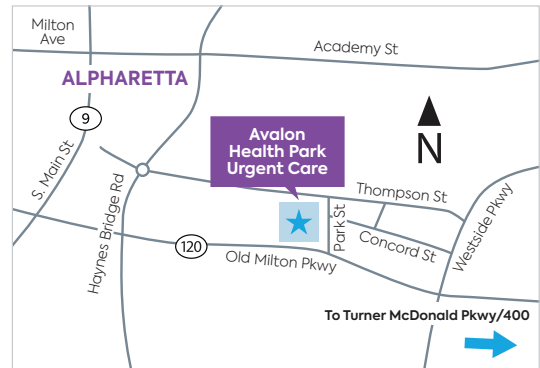 Milton
Ave
Academy St
ALPHARETTA
9
Avalon
Health Park
Urgent Care
N
S. Main St
Haynes Bridge Rd
Thompson St
Park St
Concord St
Westside Pkwy
120
Old Milton Pkwy
To Turner McDonald Pkwy/400